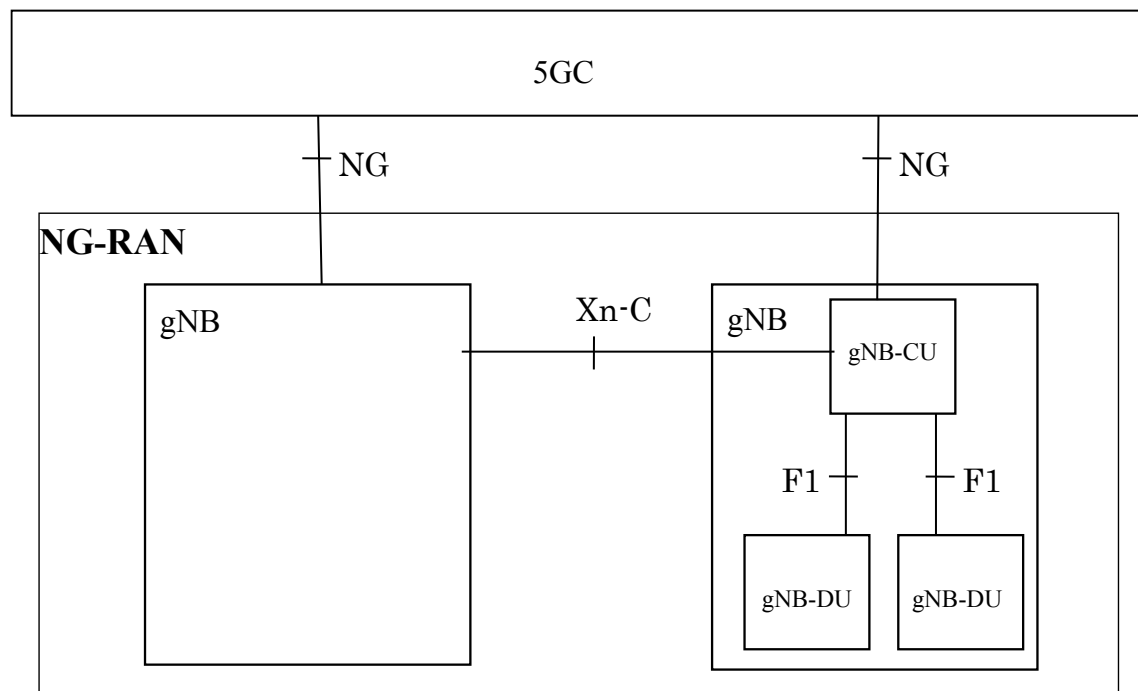 5GC
NG
NG
NG-RAN
gNB
Xn-C
gNB
gNB-CU
F1
F1
gNB-DU
gNB-DU